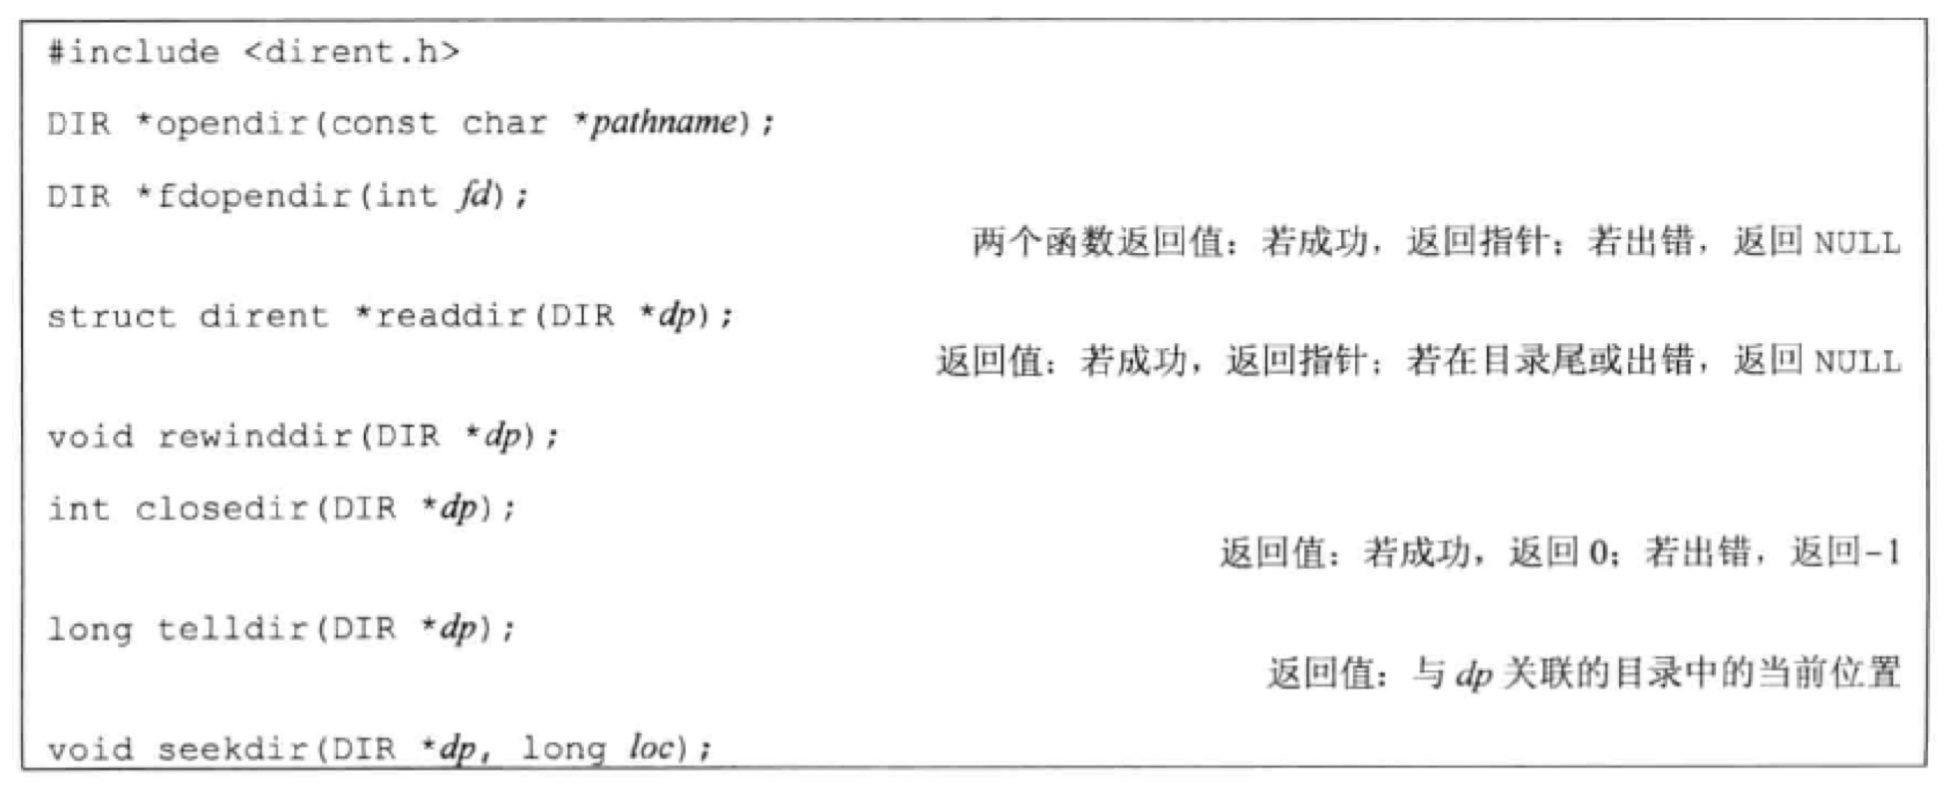 #include <dirent.h>
DIR *opendir(const char *pathname);
DIR *fdopendir(int fd);
两个函数返回值：若成功，返回指针；若出错，返回 NULL
struct dirent *readdir(DIR *dp);
返回值：若成功，返回指针；若在目录尾或出错，返回 NULL
void rewinddir(DIR *dp);
int closedir(DIR *dp);
返回值：若成功，返回 0；若出错，返回-1
long telldir(DIR *dp);
返回值：与 dp 关联的目录中的当前位置
void seekdir(DIR *dp, long loc);